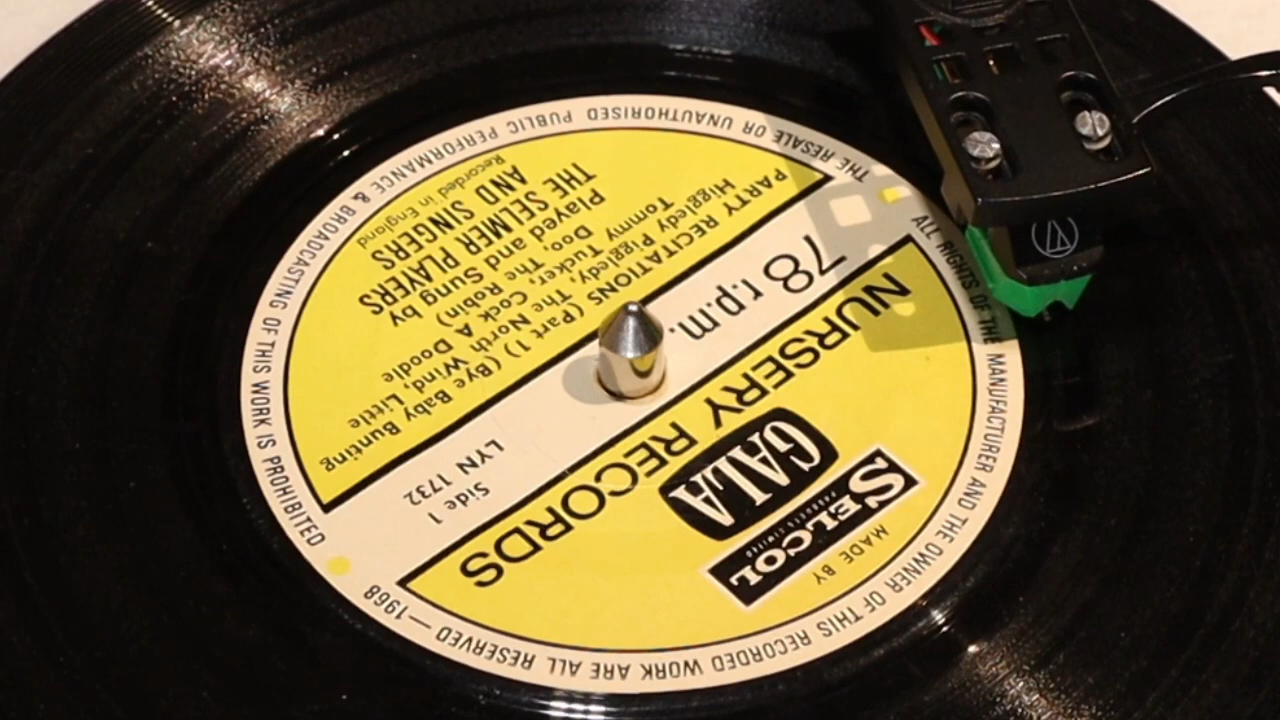 MADE BY
SELCOL
PRODUCTS LIMITED
GALA
NURSERY RECORDS
78 r.p.m.
Side 1
LYN 1732
PARTY RECITATIONS (Part 1) (Bye Baby Bunting
Higgledy Piggledy, The North Wind, Little
Tommy Tucker, Cock A Doodle
Doo, The Robin)
Played and Sung by
THE SELMER PLAYERS
AND SINGERS
Recorded in England
ALL RIGHTS OF THE MANUFACTURER AND THE OWNER OF THIS RECORDED WORK ARE ALL RESERVED — 1968
THE RESALE OR UNAUTHORISED PUBLIC PERFORMANCE & BROADCASTING OF THIS WORK IS PROHIBITED